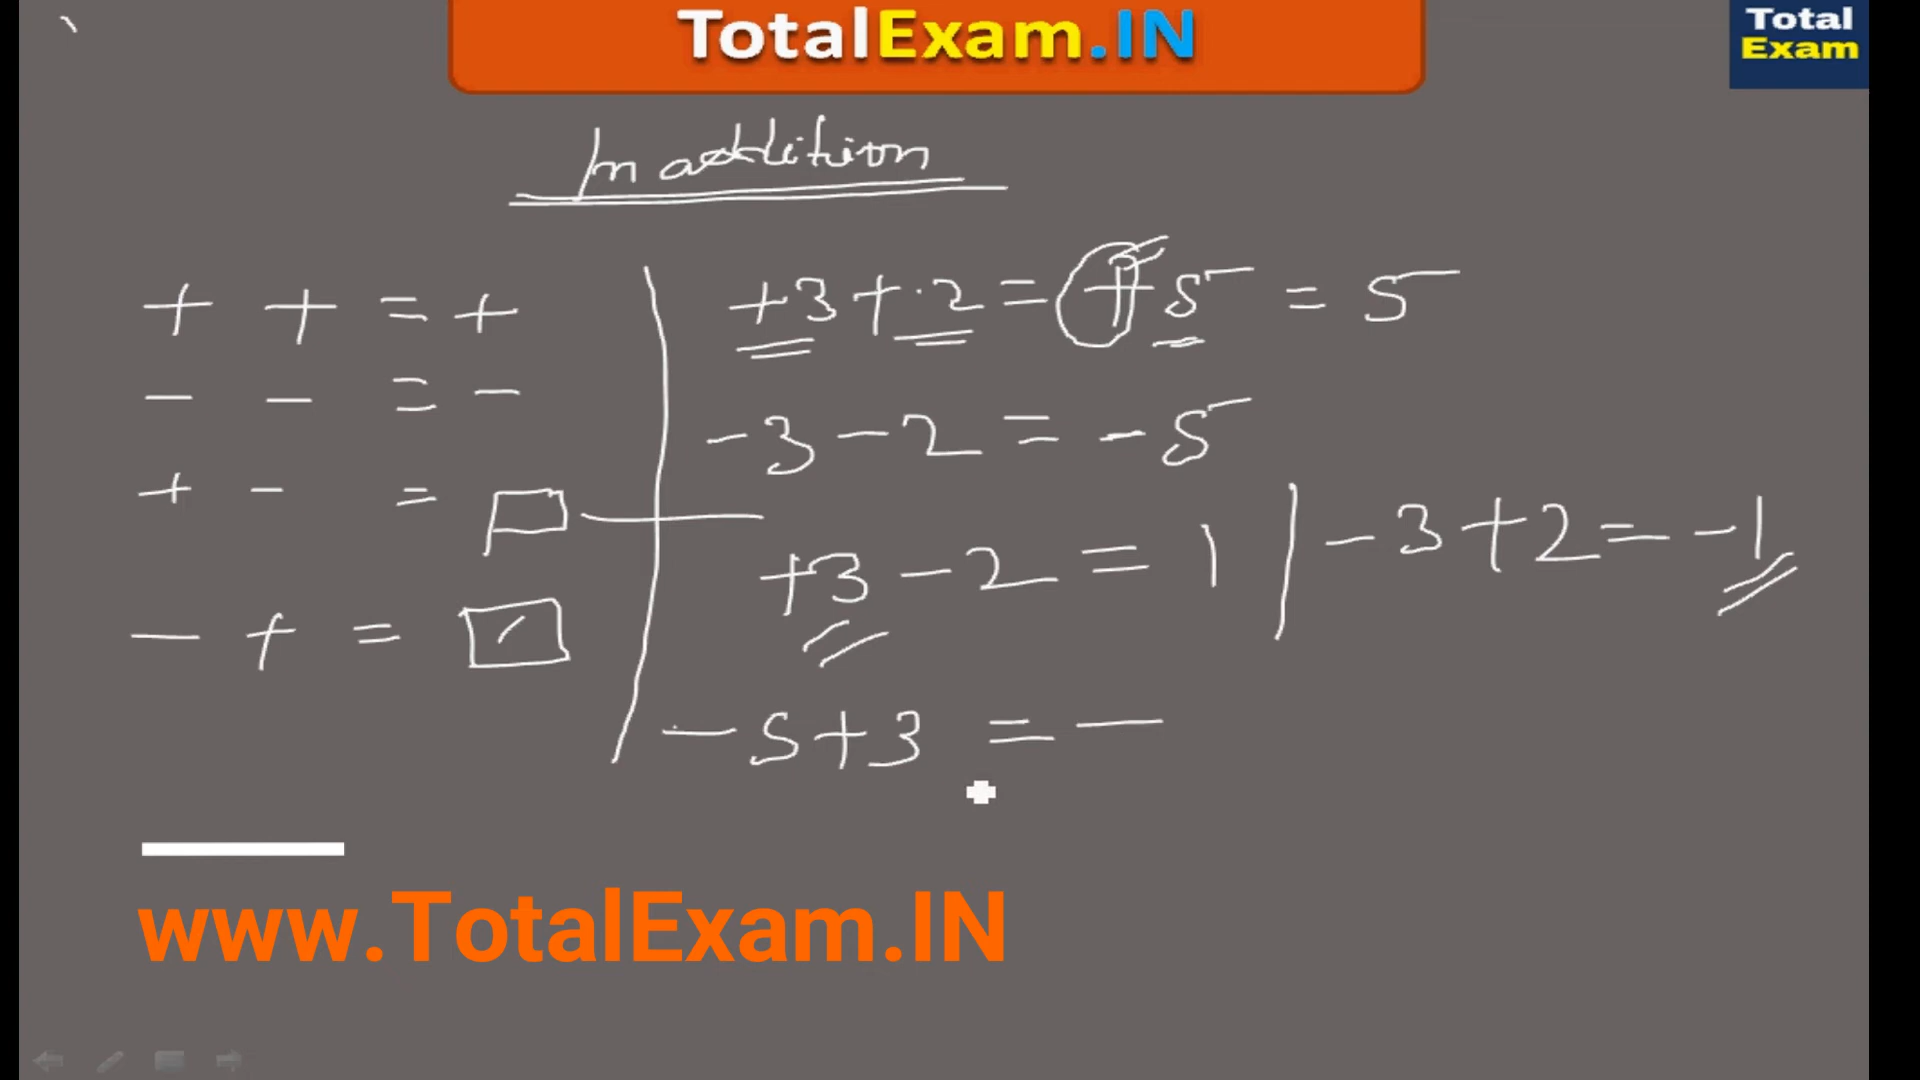 TotalExam.IN
Total
Exam
In addition
+ + = +
- - = -
+ - =
- + =
+3+2 = +5 = 5
-3-2 = -5
+3-2 = 1 | -3+2 = -1
-5+3 = -
www.TotalExam.IN